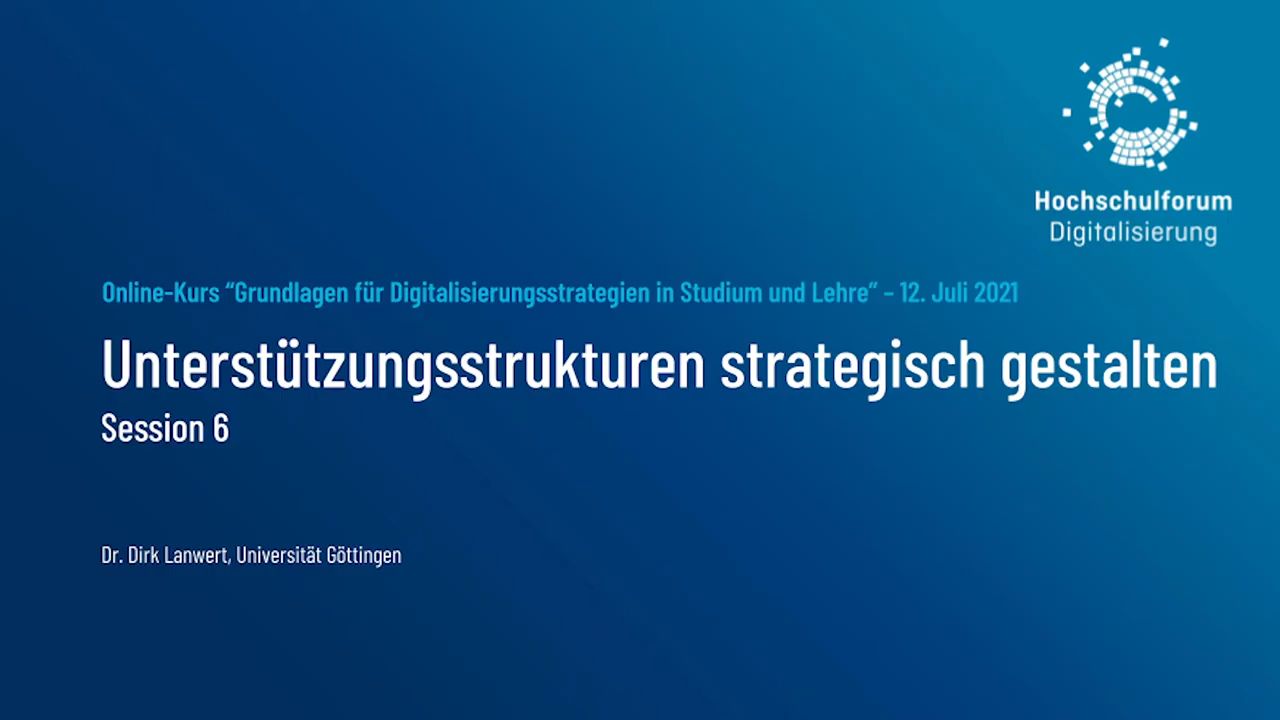 Hochschulforum
Digitalisierung
Online-Kurs “Grundlagen für Digitalisierungsstrategien in Studium und Lehre” – 12. Juli 2021
Unterstützungsstrukturen strategisch gestalten
Session 6
Dr. Dirk Lanwert, Universität Göttingen